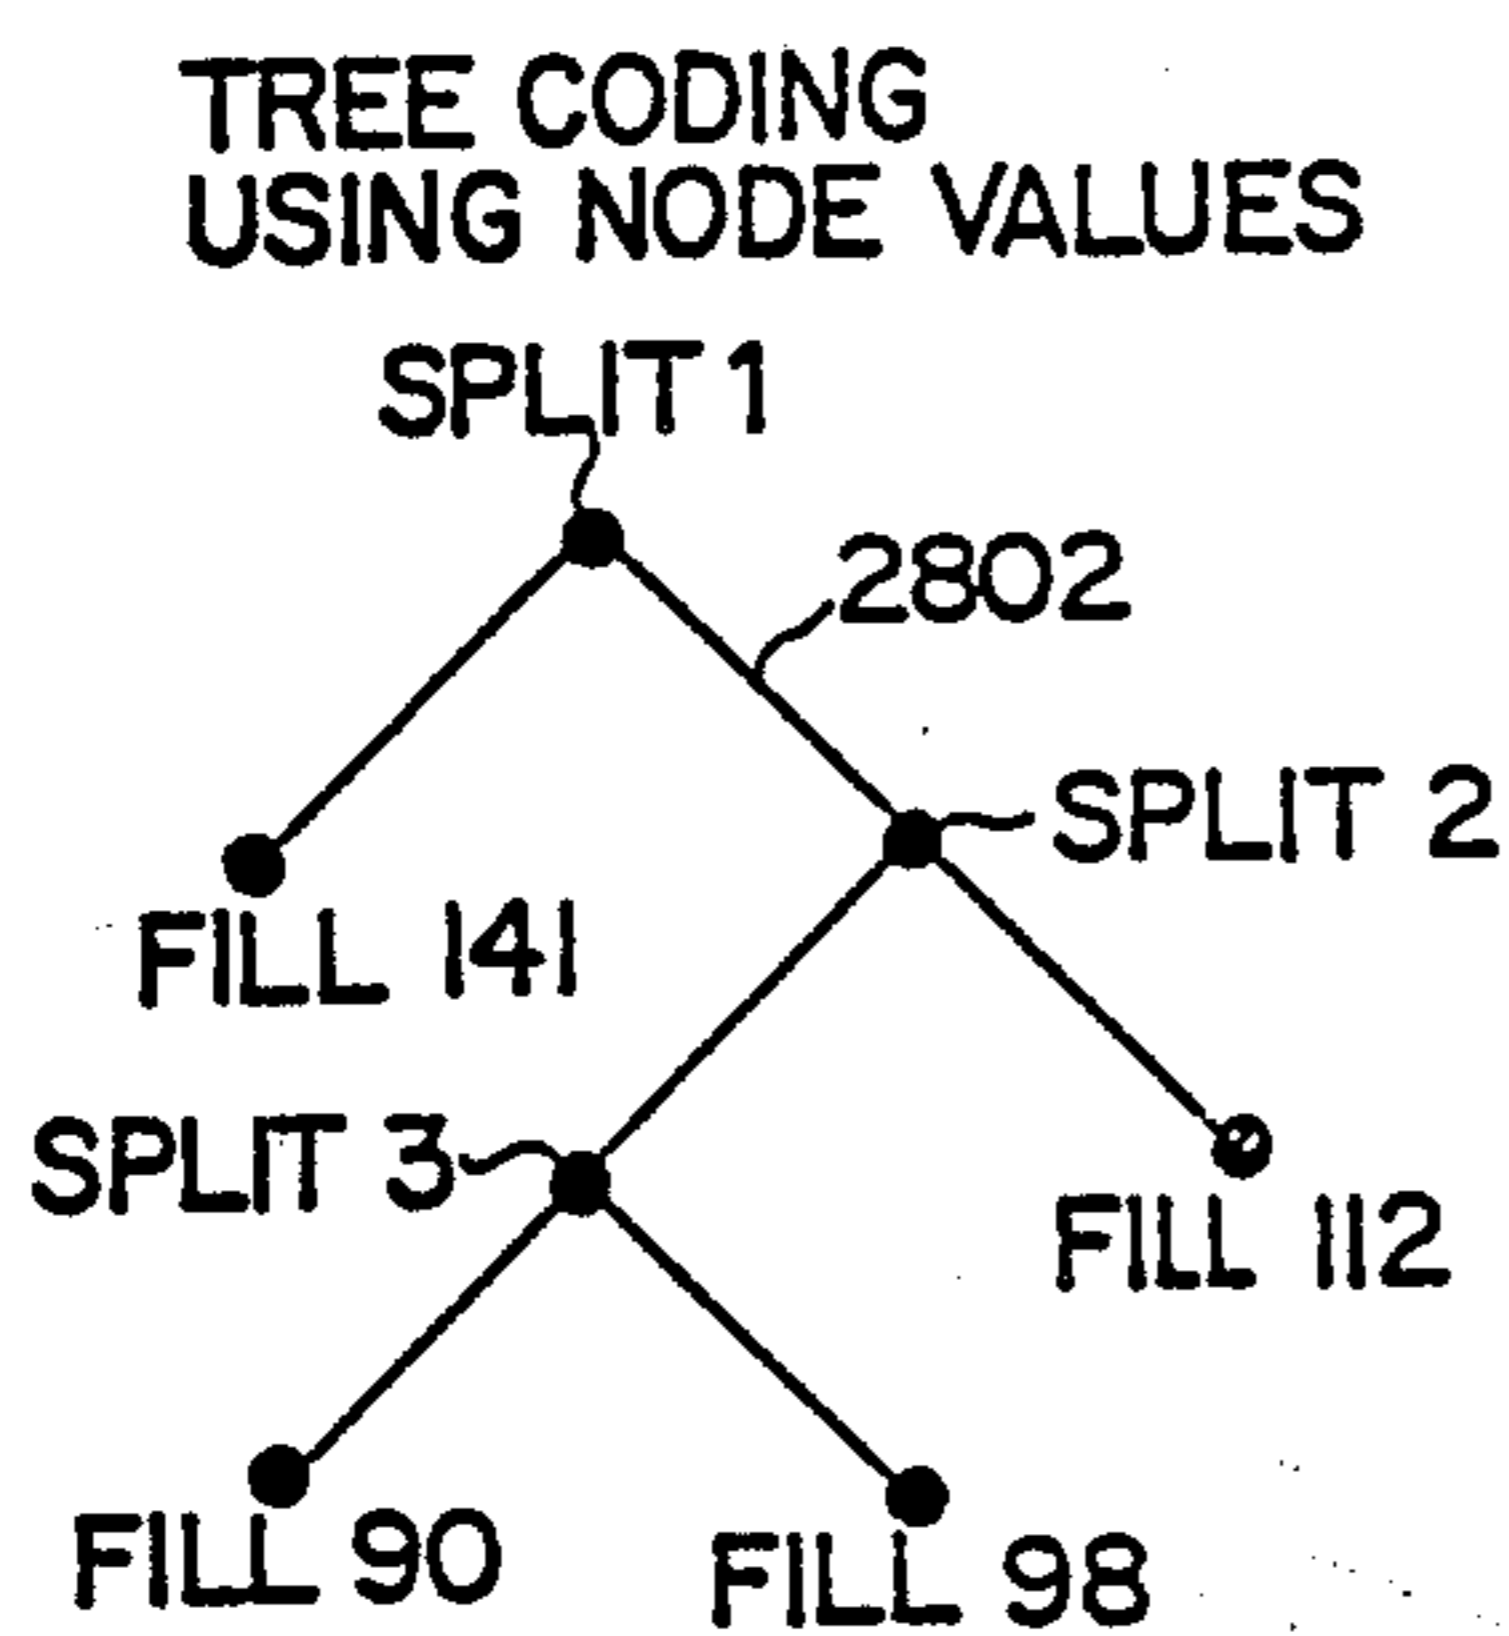 TREE CODING
USING NODE VALUES
SPLIT 1
2802
SPLIT 2
FILL 141
SPLIT 3
FILL 112
FILL 90
FILL 98